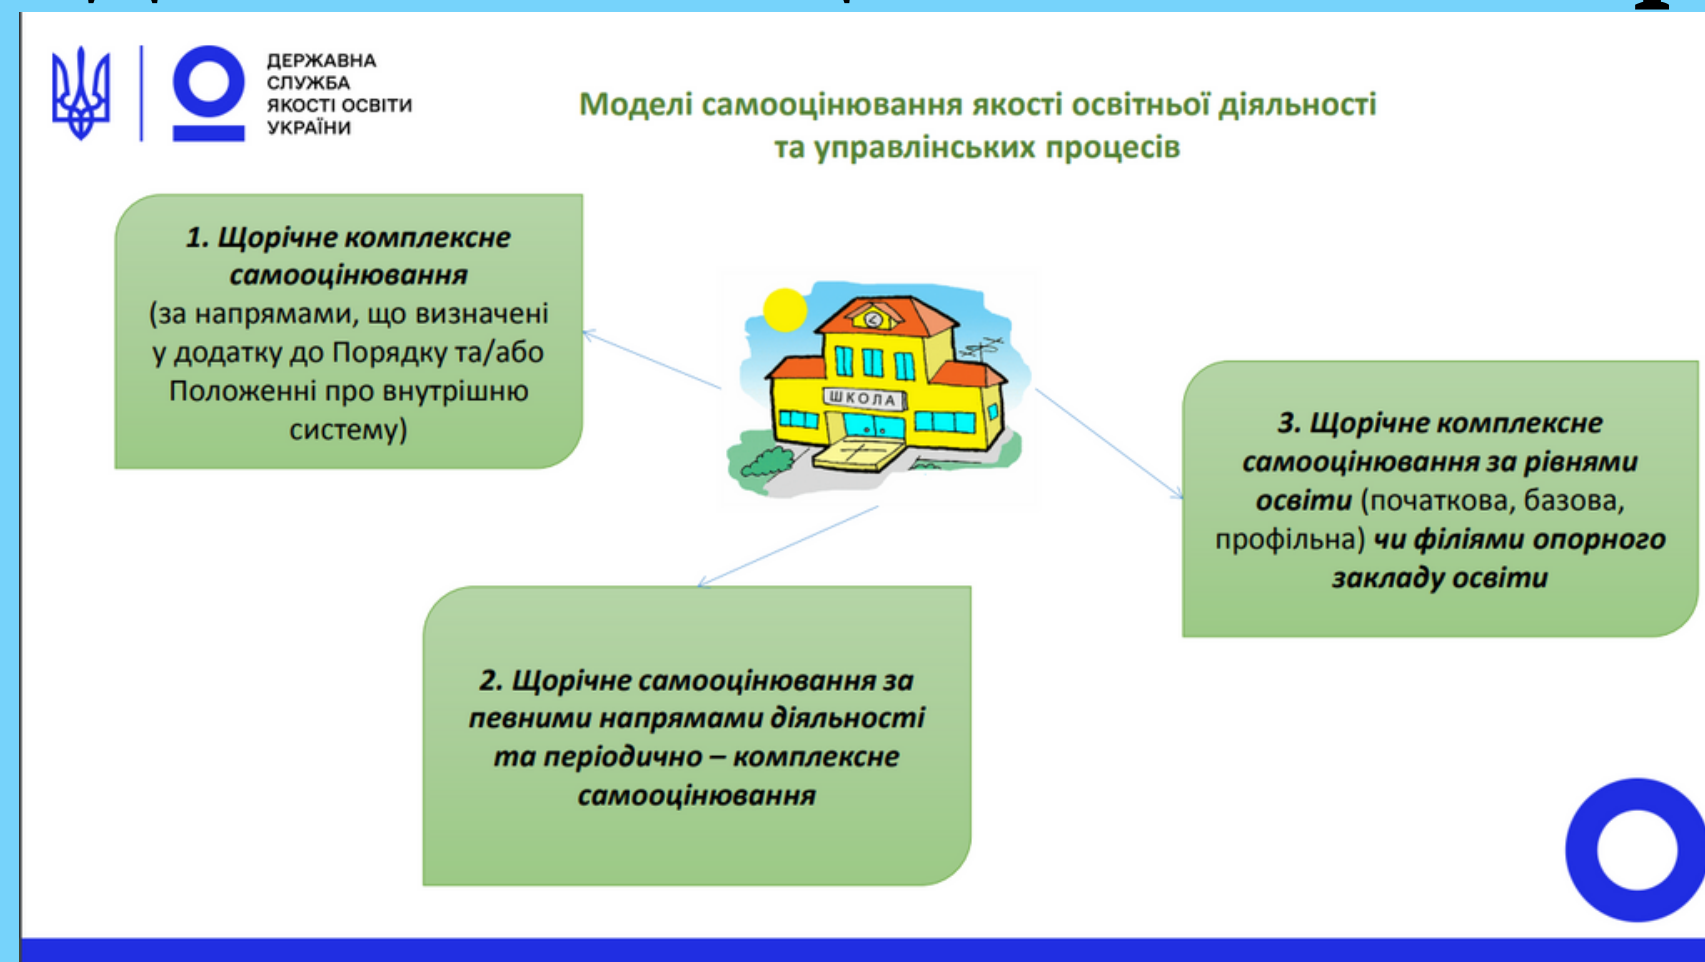 ДЕРЖАВНА
СЛУЖБА
ЯКОСТІ ОСВІТИ
УКРАЇНИ
Моделі самооцінювання якості освітньої діяльності
та управлінських процесів
1. Щорічне комплексне
самооцінювання
(за напрямами, що визначені
у додатку до Порядку та/або
Положенні про внутрішню
систему)
ШКОЛА
3. Щорічне комплексне
самооцінювання за рівнями
освіти (початкова, базова,
профільна) чи філіями опорного
закладу освіти
2. Щорічне самооцінювання за
певними напрямами діяльності
та періодично – комплексне
самооцінювання